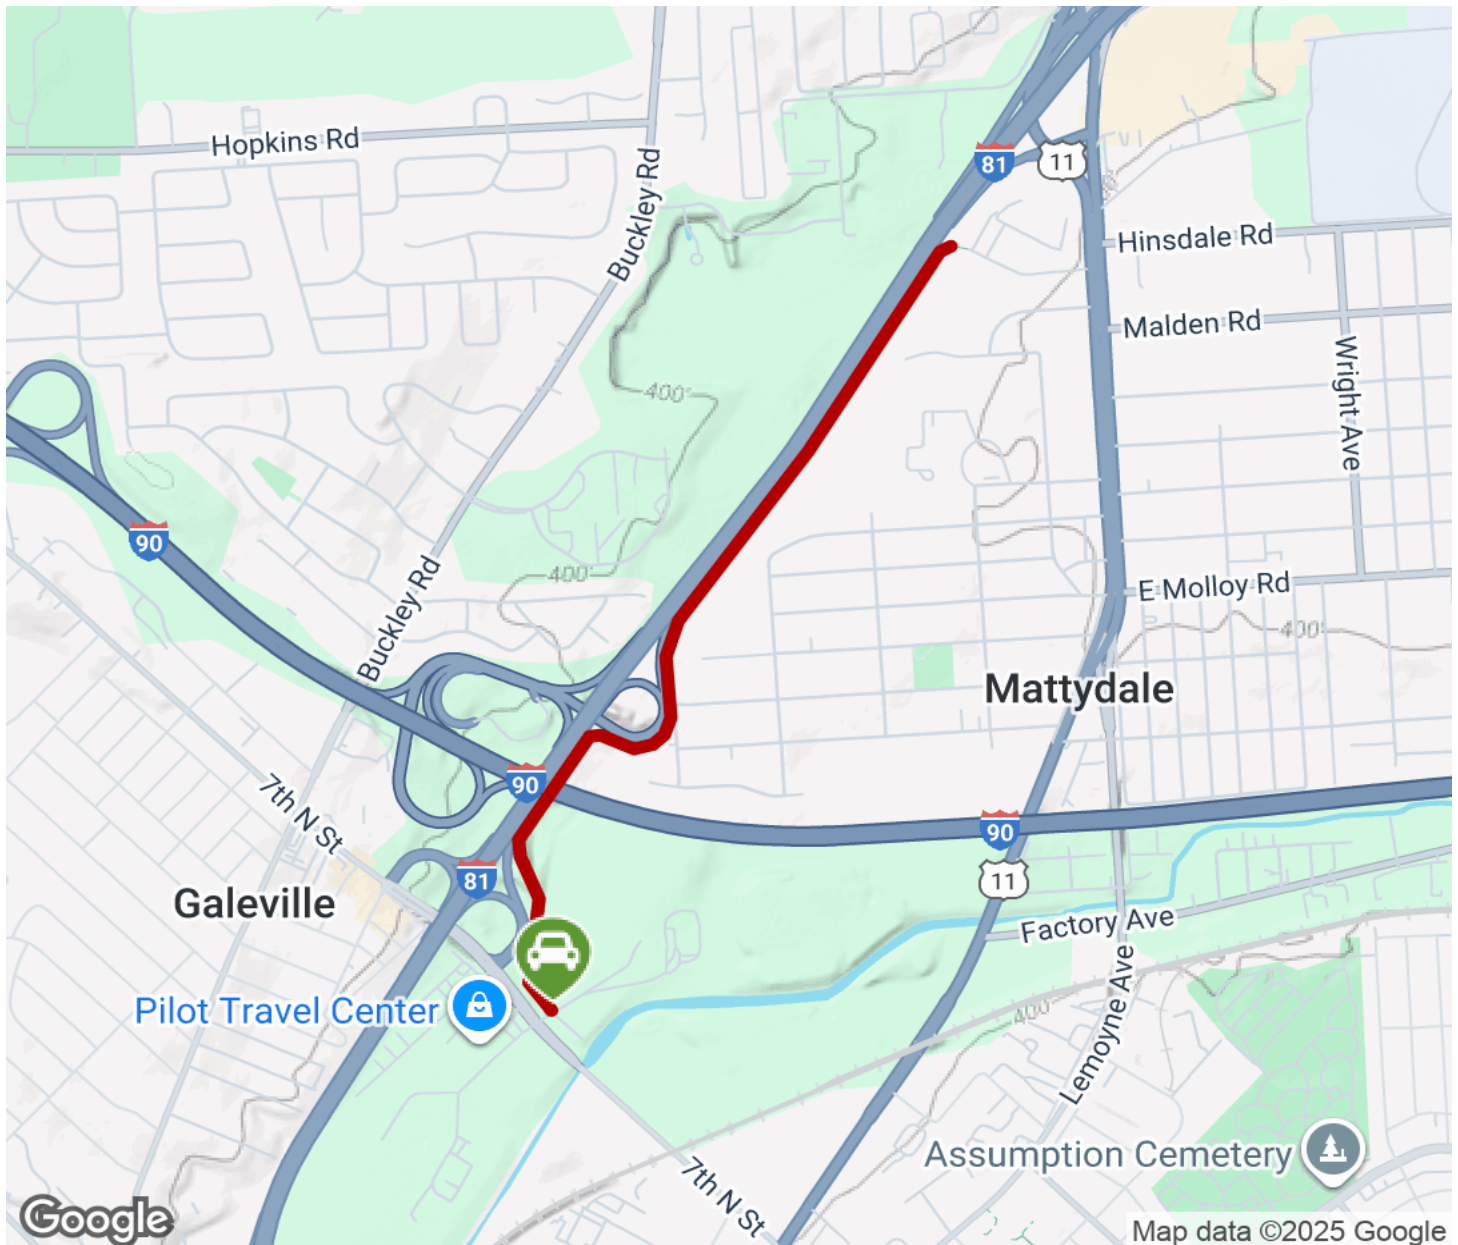 Hopkins Rd
Buckley Rd
81
11
Hinsdale Rd
Malden Rd
Wright Ave
400'
90
400'
Buckley Rd
E Molloy Rd
400'
Mattydale
90
7th N St
90
81
11
Galeville
Factory Ave
Pilot Travel Center
400
Lemoyne Ave
Assumption Cemetery
7th N St
Google
Map data ©2025 Google